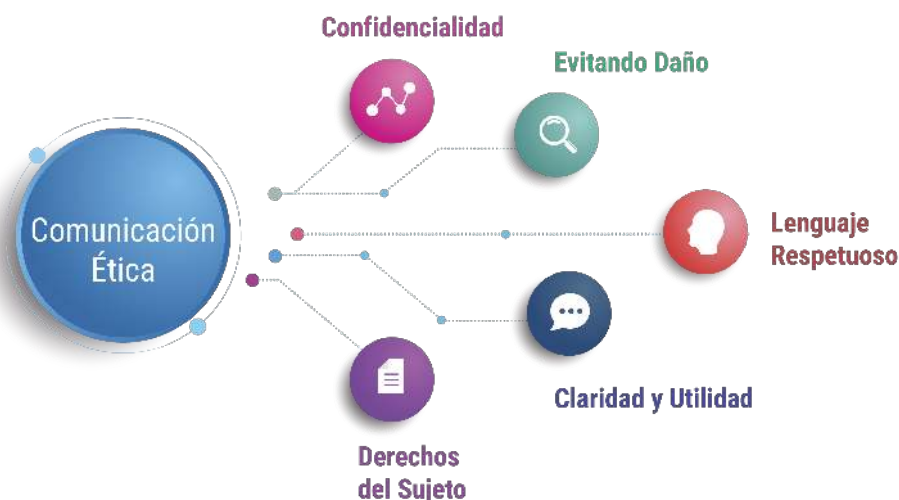 Confidencialidad
Evitando Daño
Comunicación
Ética
Lenguaje
Respetuoso
Claridad y Utilidad
Derechos
del Sujeto